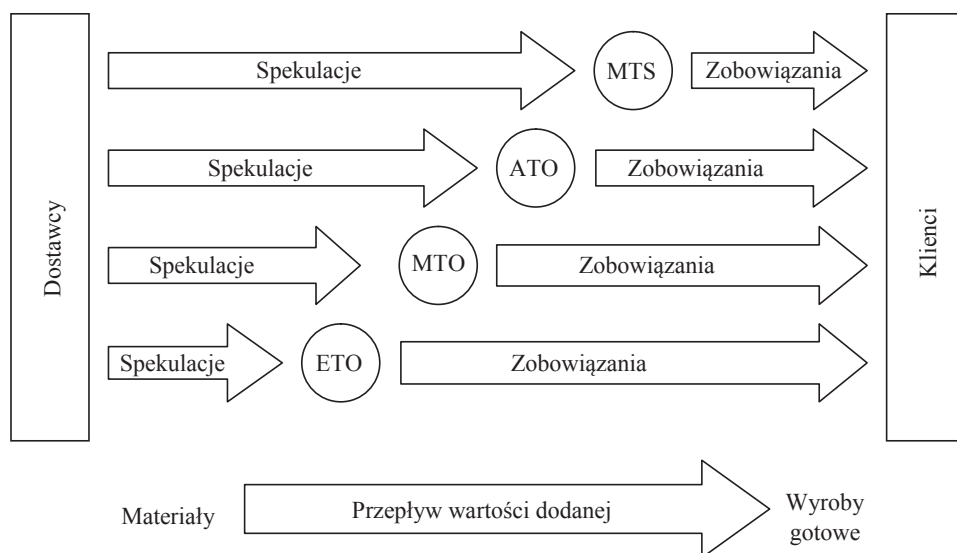 Dostawcy
Spekulacje
MTS
Zobowiązania
Spekulacje
ATO
Zobowiązania
Spekulacje
MTO
Zobowiązania
Spekulacje
ETO
Zobowiązania
Klienci
Materiały
Przepływ wartości dodanej
Wyroby
gotowe